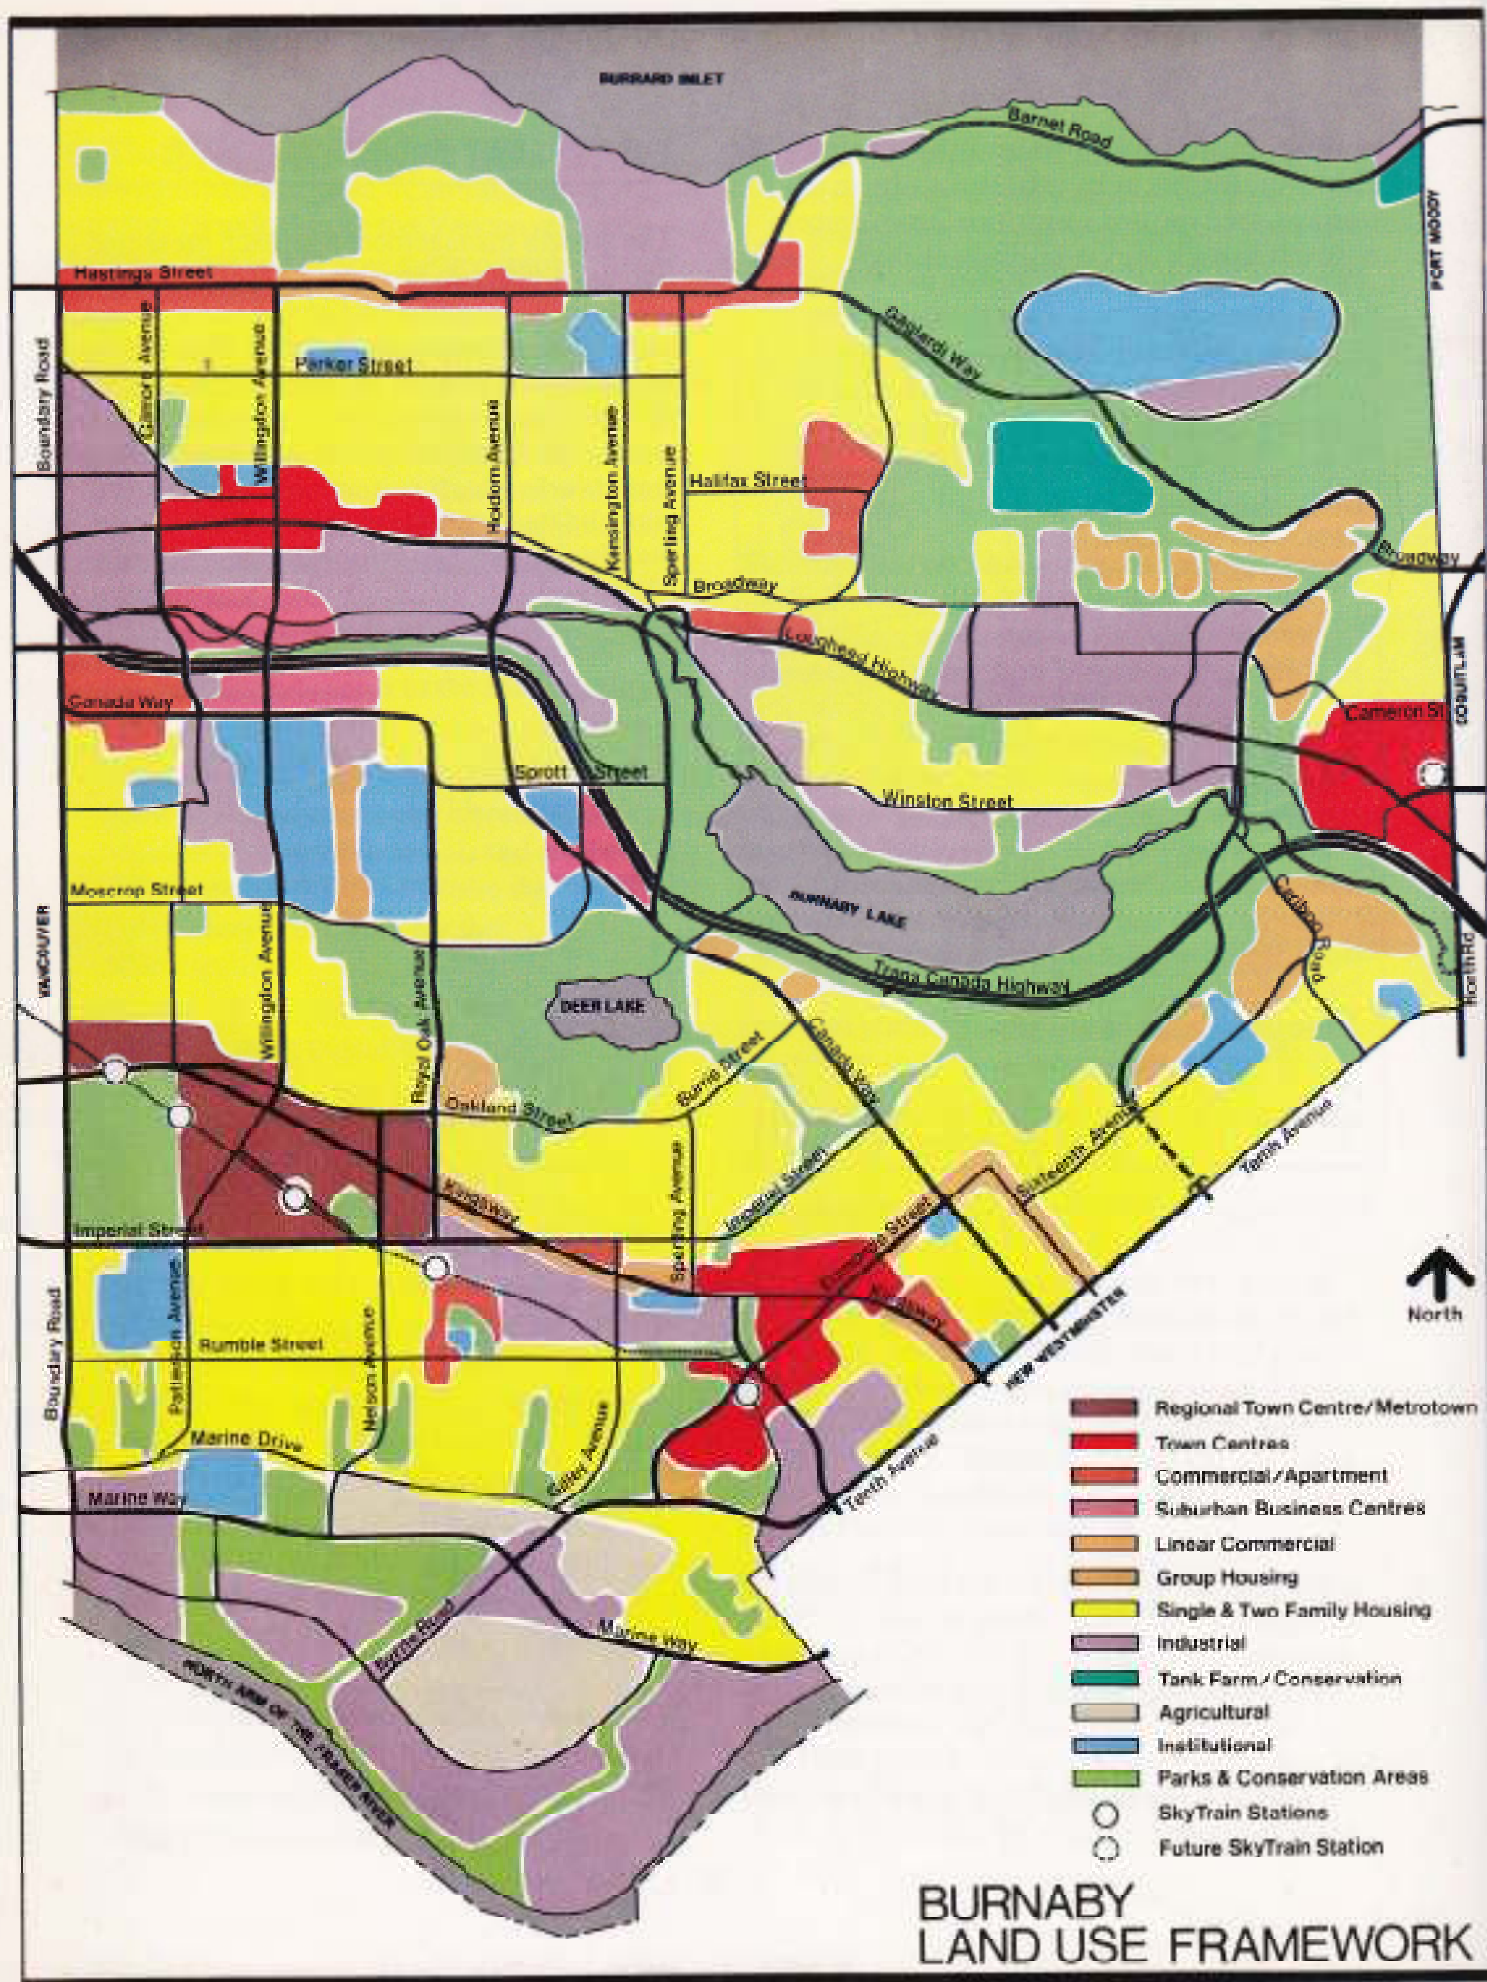 BURRARD INLET
Barnet Road
PORT MOODY
Hastings Street
Gilmore Avenue
Willingdon Avenue
Parker Street
Gaglardi Way
Boundary Road
Holdom Avenue
Kensington Avenue
Sperling Avenue
Halifax Street
Broadway
Broadway
Lougheed Highway
COQUITLAM
Canada Way
Cameron St
Sprott Street
Winston Street
Moscrop Street
BURNABY LAKE
Cariboo Road
VANCOUVER
Willingdon Avenue
Royal Oak Avenue
Trans Canada Highway
North Rd
DEER LAKE
Burris Street
Canada Way
Oakland Street
Sixteenth Avenue
Tenth Avenue
Kingsway
Sperling Avenue
Imperial Street
Imperial Street
Edmonds Street
Kingsway
NEW WESTMINSTER
North
Boundary Road
Patterson Avenue
Rumble Street
Nelson Avenue
Marine Drive
Gilley Avenue
Tenth Avenue
Marine Way
Byrne Road
Marine Way
NORTH ARM OF THE FRASER RIVER
Regional Town Centre/Metrotown
Town Centres
Commercial/Apartment
Suburban Business Centres
Linear Commercial
Group Housing
Single & Two Family Housing
Industrial
Tank Farm/Conservation
Agricultural
Institutional
Parks & Conservation Areas
SkyTrain Stations
Future SkyTrain Station
BURNABY
LAND USE FRAMEWORK